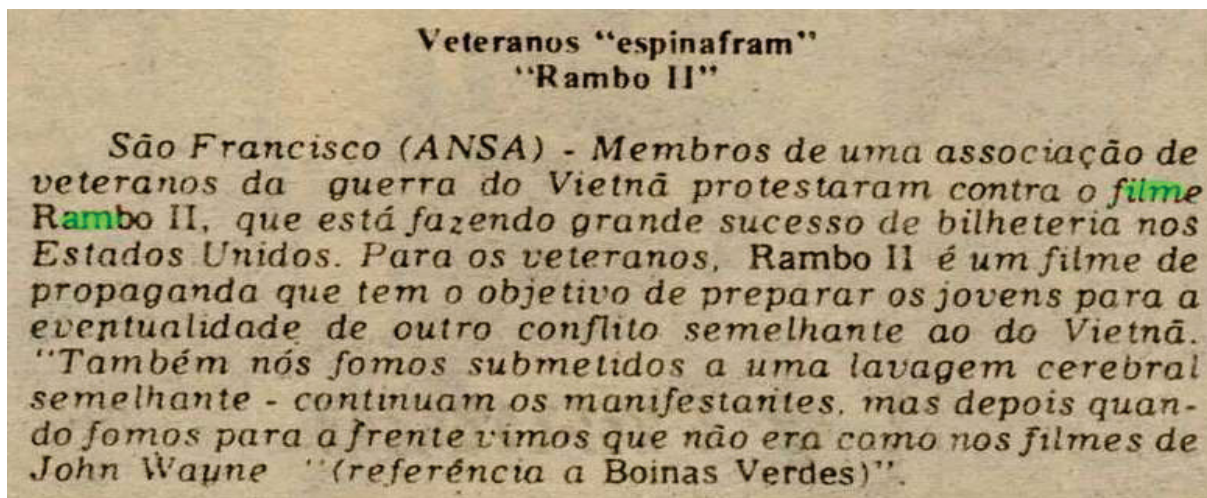 Veteranos “espinafram”
“Rambo II”
São Francisco (ANSA) - Membros de uma associação de
veteranos da guerra do Vietnã protestaram contra o filme
Rambo II, que está fazendo grande sucesso de bilheteria nos
Estados Unidos. Para os veteranos, Rambo II é um filme de
propaganda que tem o objetivo de preparar os jovens para a
eventualidade de outro conflito semelhante ao do Vietnã.
“Também nós fomos submetidos a uma lavagem cerebral
semelhante - continuam os manifestantes, mas depois quan-
do fomos para a frente vimos que não era como nos filmes de
John Wayne “(referência a Boinas Verdes)”.